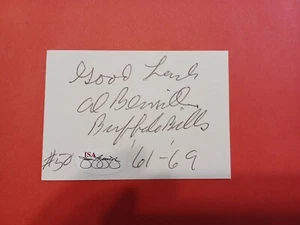 Good Luck
Al Bemiller
Buffalo Bills
#50 JSA '61-'69